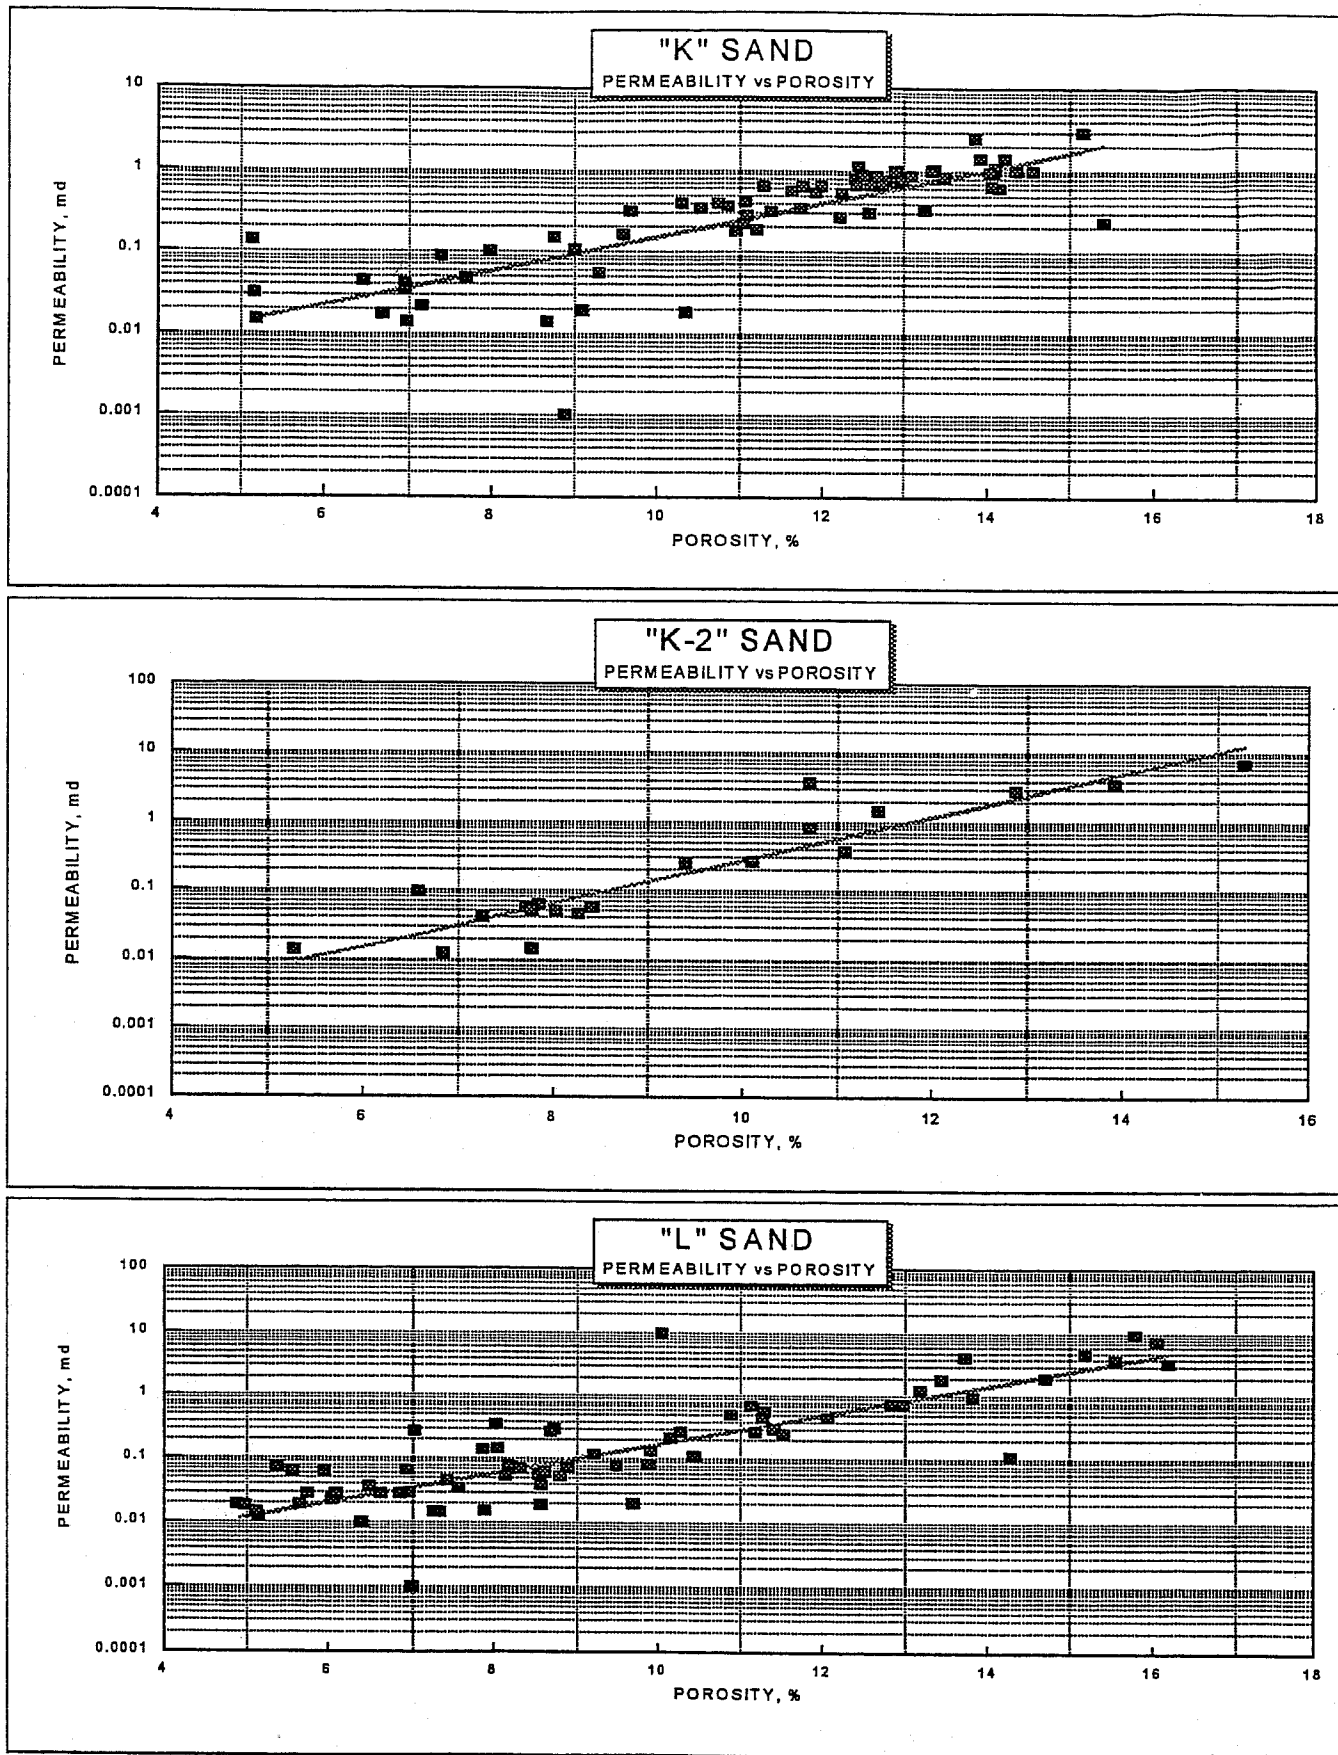 "K" SAND
PERMEABILITY vs POROSITY
10
1
0.1
0.01
0.001
0.0001
PERMEABILITY, md
4 6 8 10 12 14 16 18
POROSITY, %
"K-2" SAND
PERMEABILITY vs POROSITY
100
10
1
0.1
0.01
0.001
0.0001
PERMEABILITY, md
4 6 8 10 12 14 16
POROSITY, %
"L" SAND
PERMEABILITY vs POROSITY
100
10
1
0.1
0.01
0.001
0.0001
PERMEABILITY, md
4 6 8 10 12 14 16 18
POROSITY, %